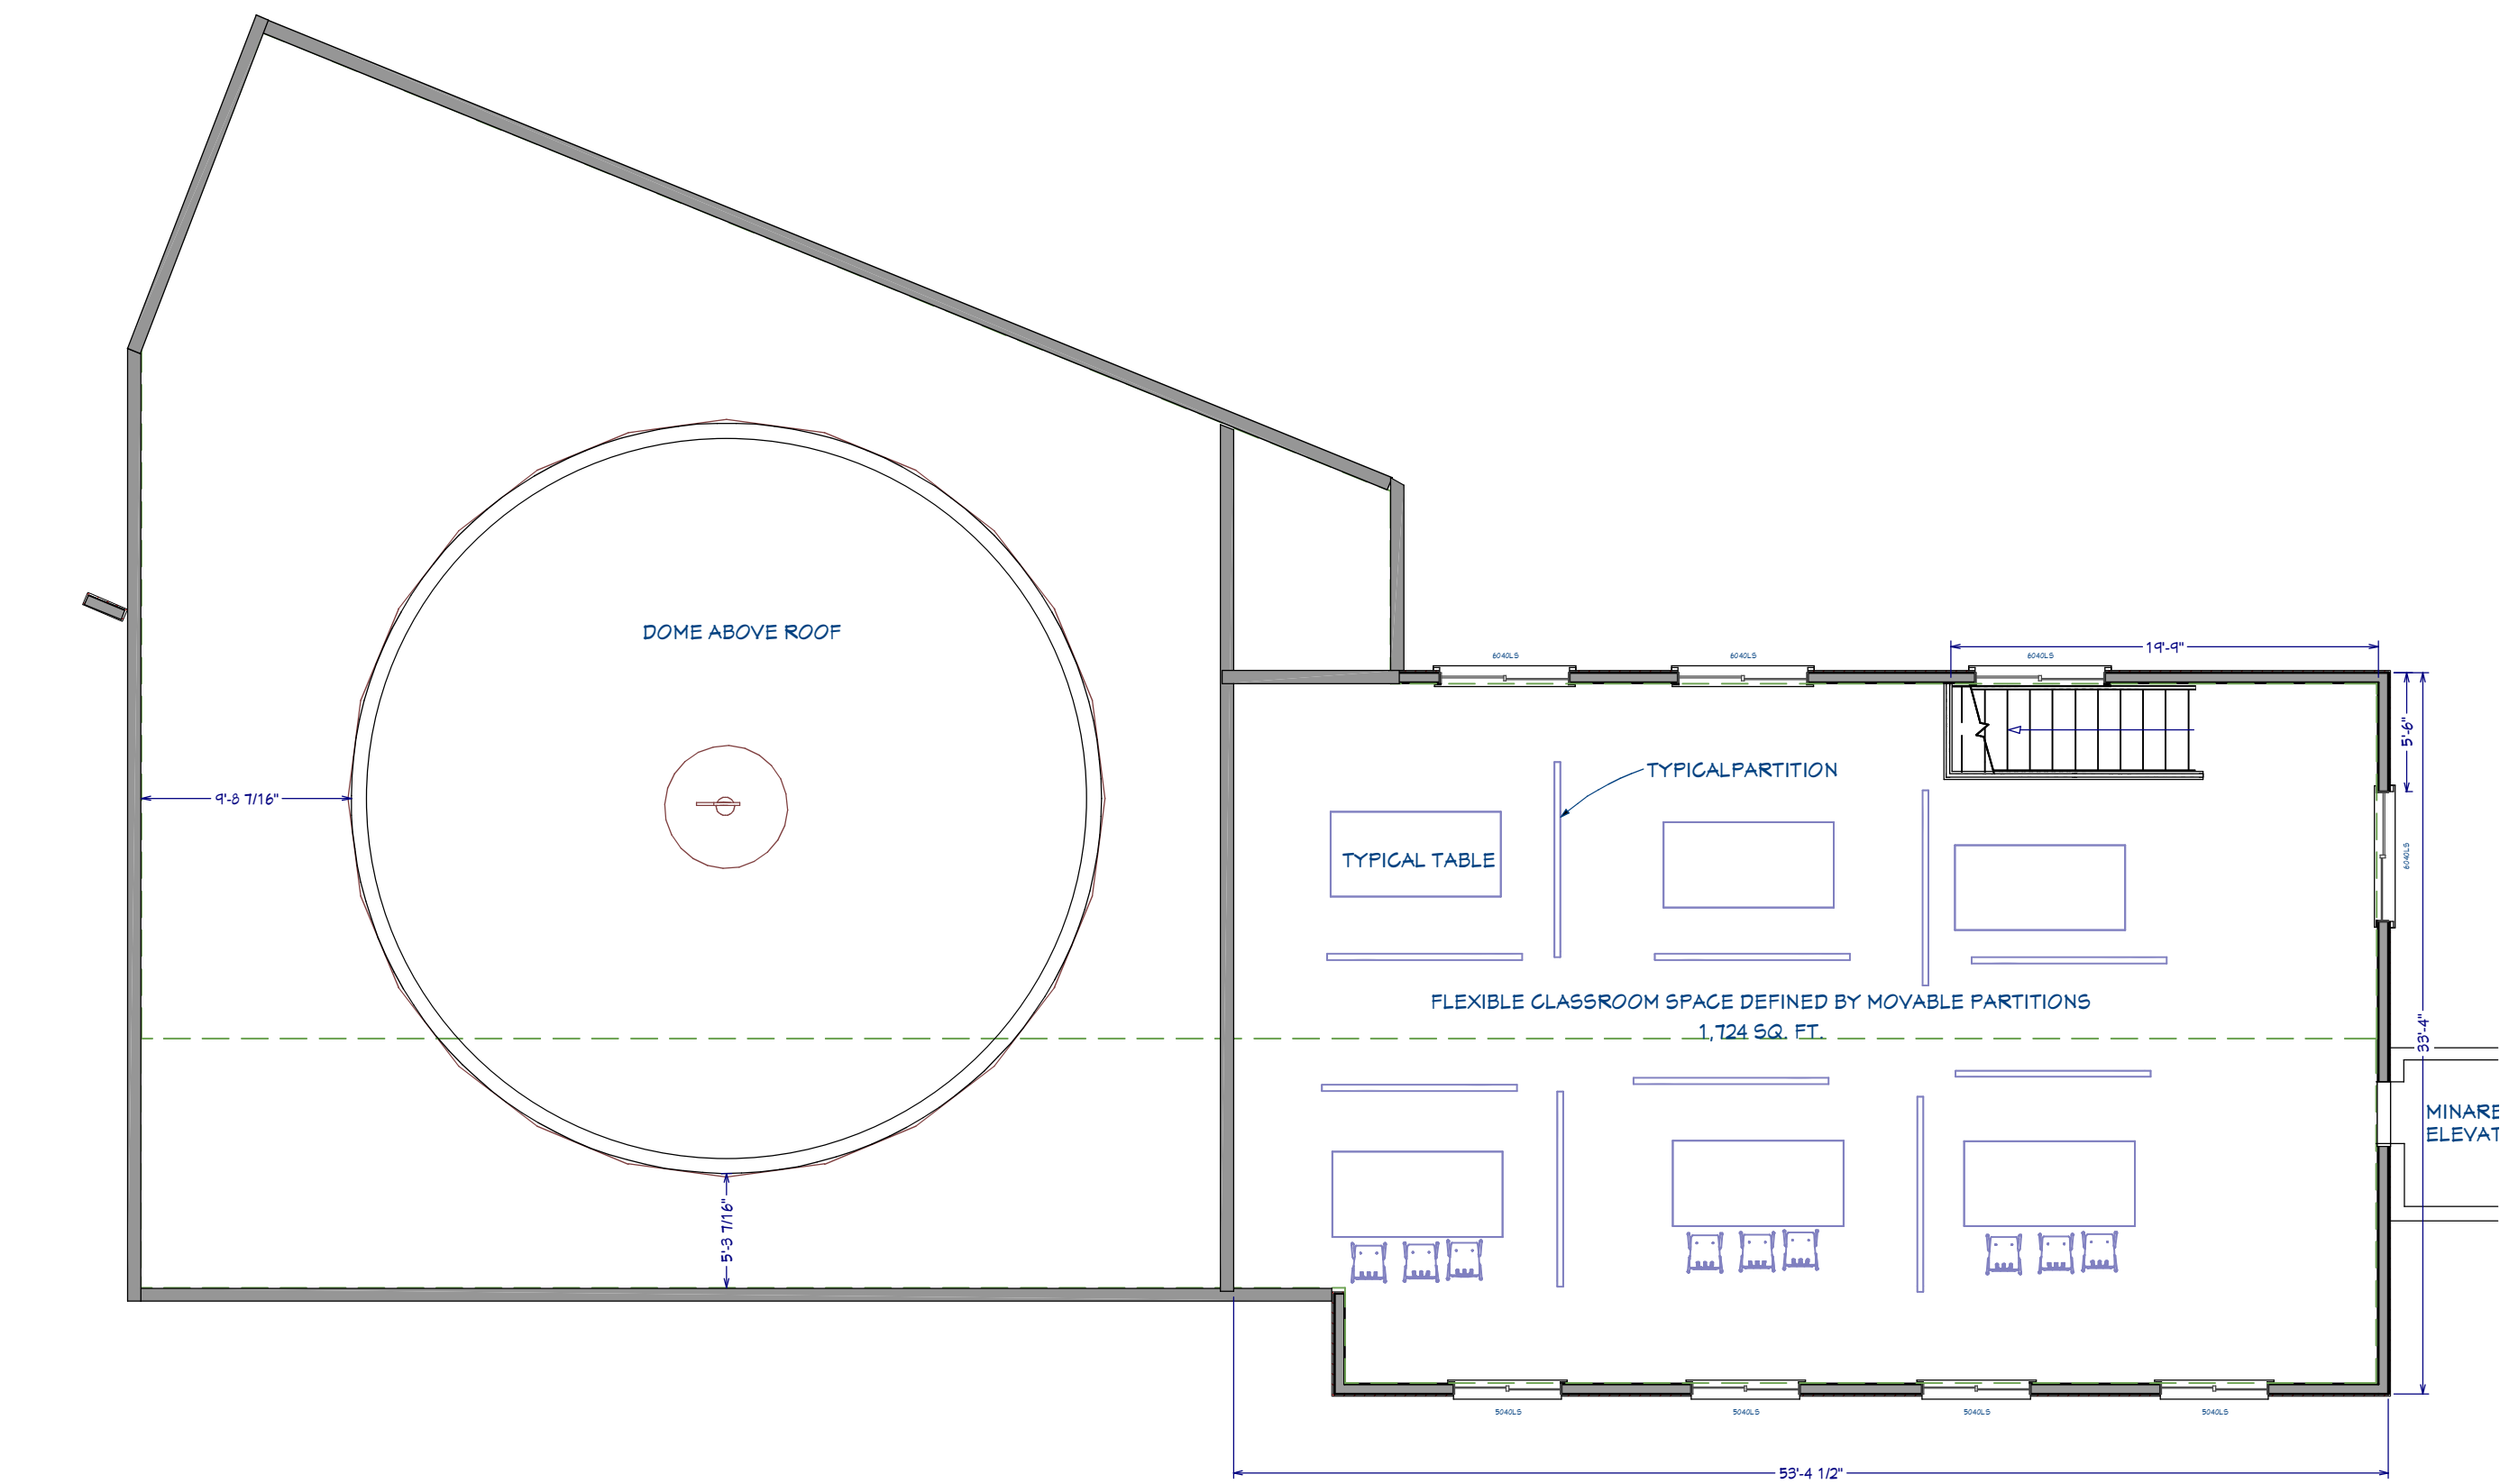 6040LS
6040LS
6040LS
19'-9"
DOME ABOVE ROOF
5'-6"
TYPICAL PARTITION
9'-8 7/16"
6040LS
TYPICAL TABLE
FLEXIBLE CLASSROOM SPACE DEFINED BY MOVABLE PARTITIONS
1,724 SQ. FT.
33'-4"
MINARE
ELEVAT
5'-3 7/16"
5040LS
5040LS
5040LS
5040LS
53'-4 1/2"